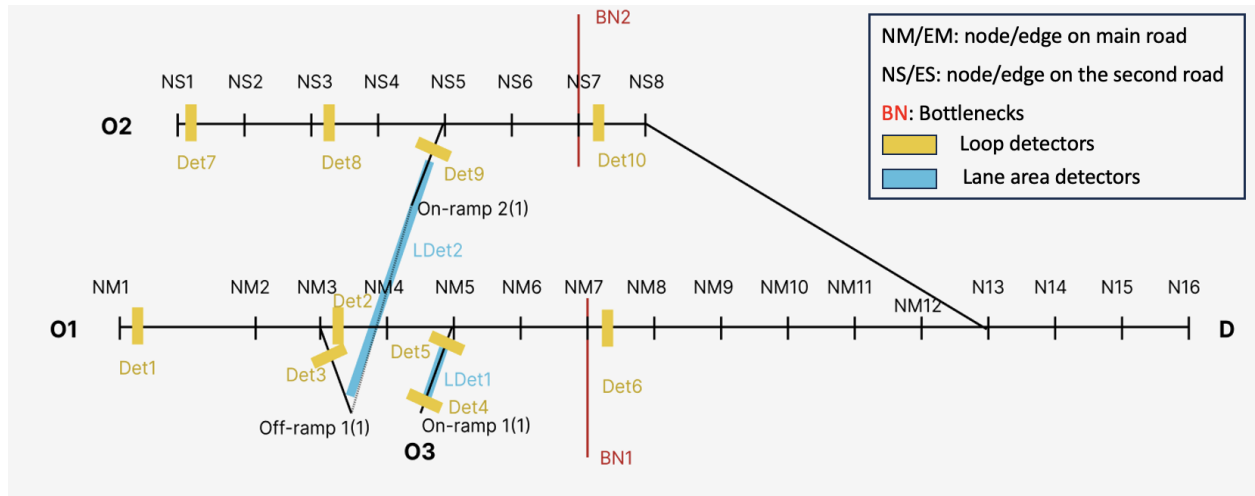 BN2
NM/EM: node/edge on main road
NS/ES: node/edge on the second road
BN: Bottlenecks
Loop detectors
Lane area detectors
NS1 NS2 NS3 NS4 NS5 NS6 NS7 NS8
O2
Det7 Det8 Det9 Det10
On-ramp 2(1)
LDet2
NM1 NM2 NM3 NM4 NM5 NM6 NM7 NM8 NM9 NM10 NM11 NM12 N13 N14 N15 N16
Det2
O1 D
Det1 Det3 Det5 LDet1 Det6
Det4
Off-ramp 1(1) On-ramp 1(1)
O3
BN1